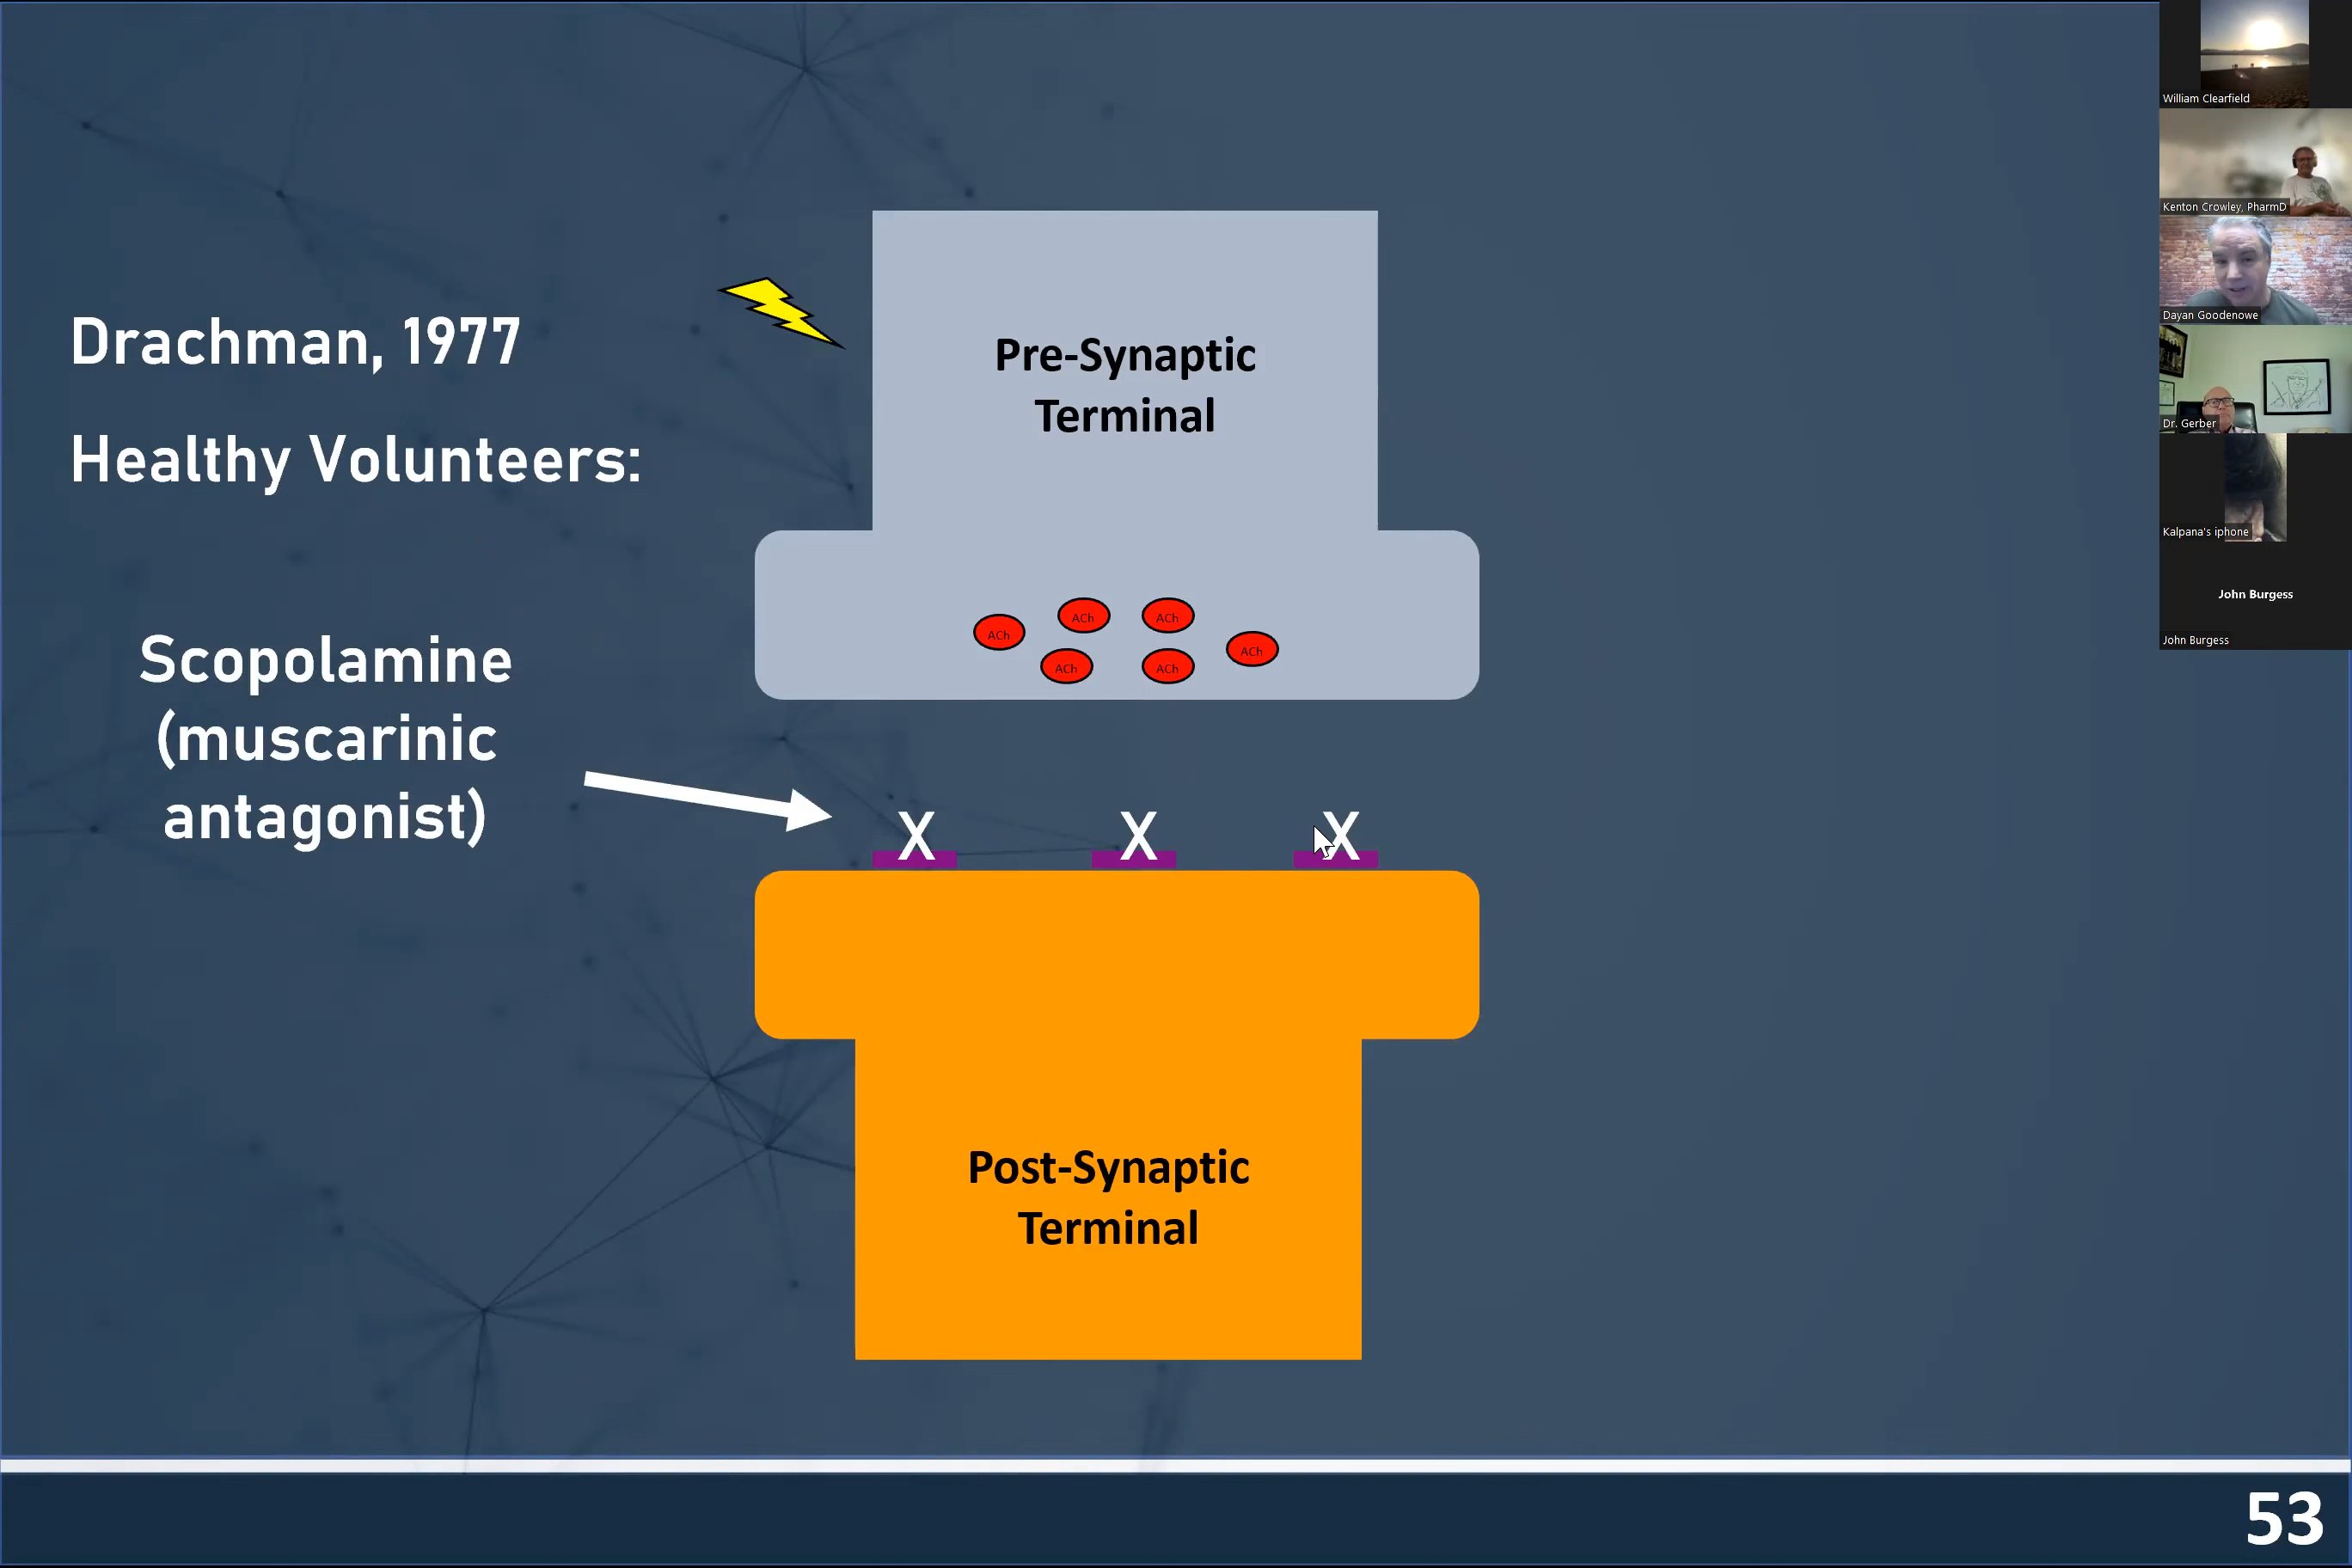 Drachman, 1977
Healthy Volunteers:
Scopolamine
(muscarinic
antagonist)
Pre-Synaptic
Terminal
ACh
ACh
ACh
ACh
ACh
ACh
X
X
X
Post-Synaptic
Terminal
53
William Clearfield
Kenton Crowley, PharmD
Dayan Goodenowe
Dr. Gerber
Kalpana's iphone
John Burgess
John Burgess